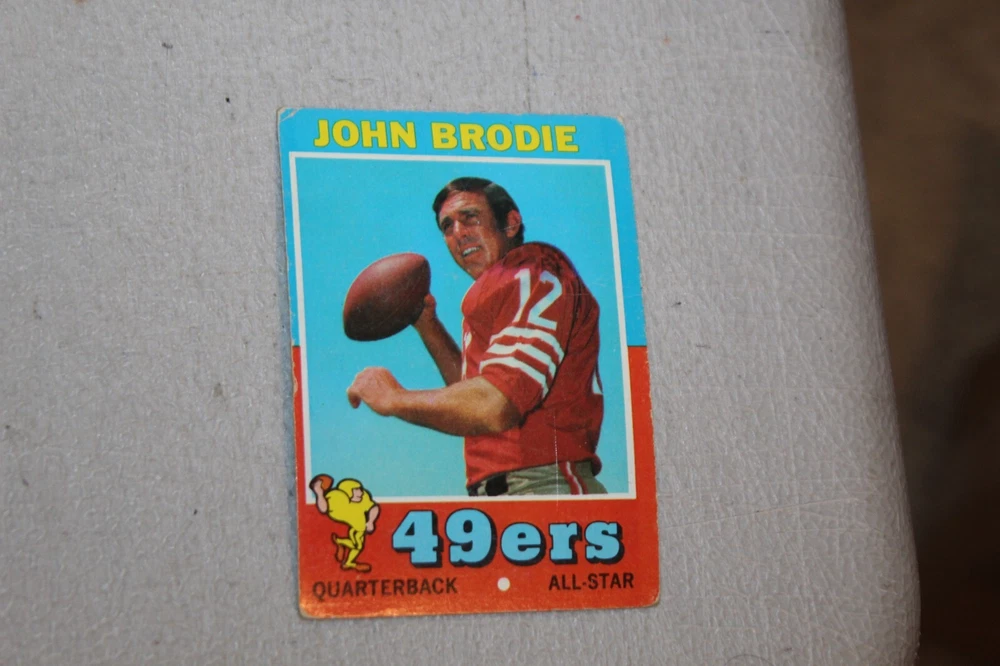 JOHN BRODIE
12
49ers
QUARTERBACK ALL-STAR